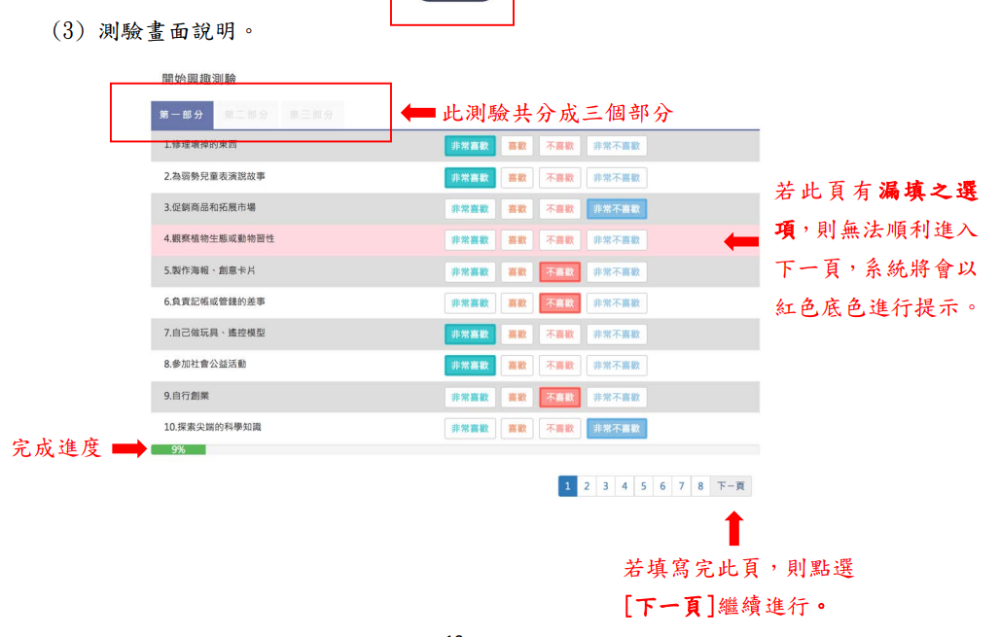 (3) 測驗畫面說明。
開始興趣測驗
第一部分 第二部分 第三部分
此測驗共分成三個部分
1.修理壞掉的東西 非常喜歡 喜歡 不喜歡 非常不喜歡
2.為弱勢兒童表演說故事 非常喜歡 喜歡 不喜歡 非常不喜歡
3.促銷商品和拓展市場 非常喜歡 喜歡 不喜歡 非常不喜歡
4.觀察植物生態或動物習性 非常喜歡 喜歡 不喜歡 非常不喜歡
5.製作海報、創意卡片 非常喜歡 喜歡 不喜歡 非常不喜歡
6.負責記帳或管錢的差事 非常喜歡 喜歡 不喜歡 非常不喜歡
7.自己做玩具、遙控模型 非常喜歡 喜歡 不喜歡 非常不喜歡
8.參加社會公益活動 非常喜歡 喜歡 不喜歡 非常不喜歡
9.自行創業 非常喜歡 喜歡 不喜歡 非常不喜歡
10.探索尖端的科學知識 非常喜歡 喜歡 不喜歡 非常不喜歡
若此頁有漏填之選
項，則無法順利進入
下一頁，系統將會以
紅色底色進行提示。
完成進度
9%
1 2 3 4 5 6 7 8 下一頁
若填寫完此頁，則點選
[下一頁]繼續進行。